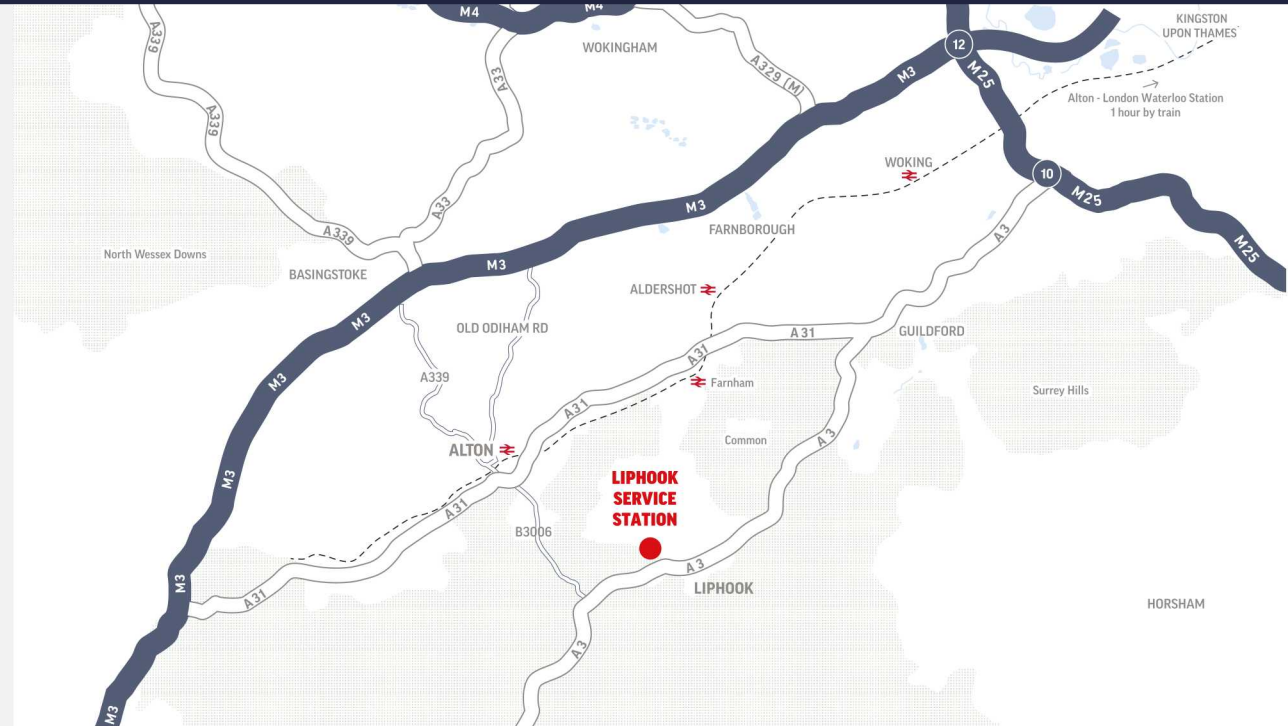 M4
M4
KINGSTON
UPON THAMES
A339
WOKINGHAM
12
A33
A329 (M)
M3
M25
Alton - London Waterloo Station
1 hour by train
A339
WOKING
10
M25
A33
M3
FARNBOROUGH
A339
A3
M25
North Wessex Downs
BASINGSTOKE
M3
ALDERSHOT
M3
OLD ODIHAM RD
A31
GUILDFORD
A31
A339
M3
Farnham
Surrey Hills
A31
Common
A3
ALTON
M3
LIPHOOK
SERVICE
STATION
A31
B3006
A3
M3
LIPHOOK
A31
HORSHAM
A3
M3